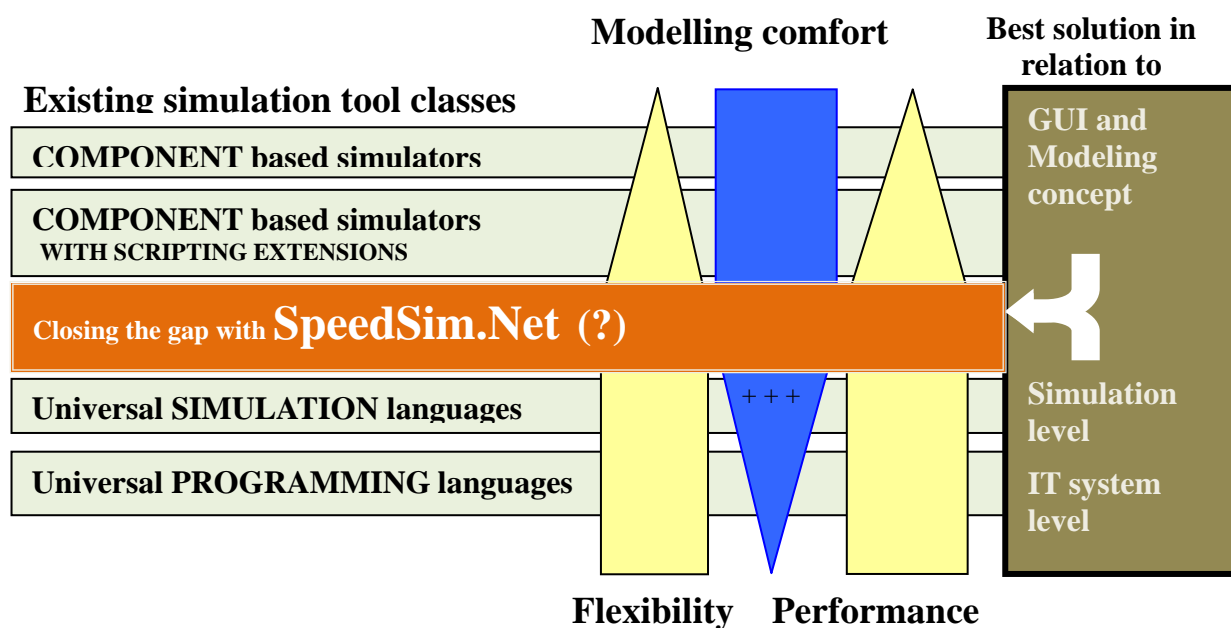 Modelling comfort
Best solution in
relation to
Existing simulation tool classes
COMPONENT based simulators
COMPONENT based simulators
WITH SCRIPTING EXTENSIONS
Closing the gap with SpeedSim.Net (?)
+ + +
Universal SIMULATION languages
Universal PROGRAMMING languages
GUI and
Modeling
concept
Simulation
level
IT system
level
Flexibility
Performance